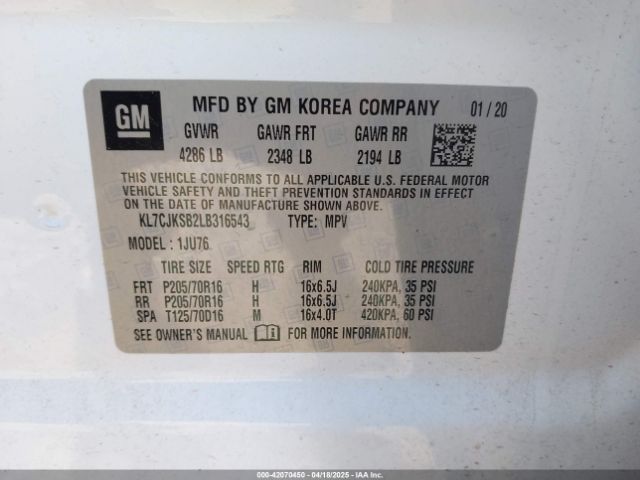 GM
MFD BY GM KOREA COMPANY 01 / 20
GVWR GAWR FRT GAWR RR
4286 LB 2348 LB 2194 LB
THIS VEHICLE CONFORMS TO ALL APPLICABLE U.S. FEDERAL MOTOR
VEHICLE SAFETY AND THEFT PREVENTION STANDARDS IN EFFECT
ON THE DATE OF MANUFACTURE SHOWN ABOVE.
KL7CJKSB2LB316543 TYPE: MPV
MODEL: 1JU76
TIRE SIZE SPEED RTG RIM COLD TIRE PRESSURE
FRT P205/70R16 H 16x6.5J 240KPA, 35 PSI
RR P205/70R16 H 16x6.5J 240KPA, 35 PSI
SPA T125/70D16 M 16x4.0T 420KPA, 60 PSI
SEE OWNER'S MANUAL FOR MORE INFORMATION.
000-42070450 - 04/18/2025 - IAA Inc.